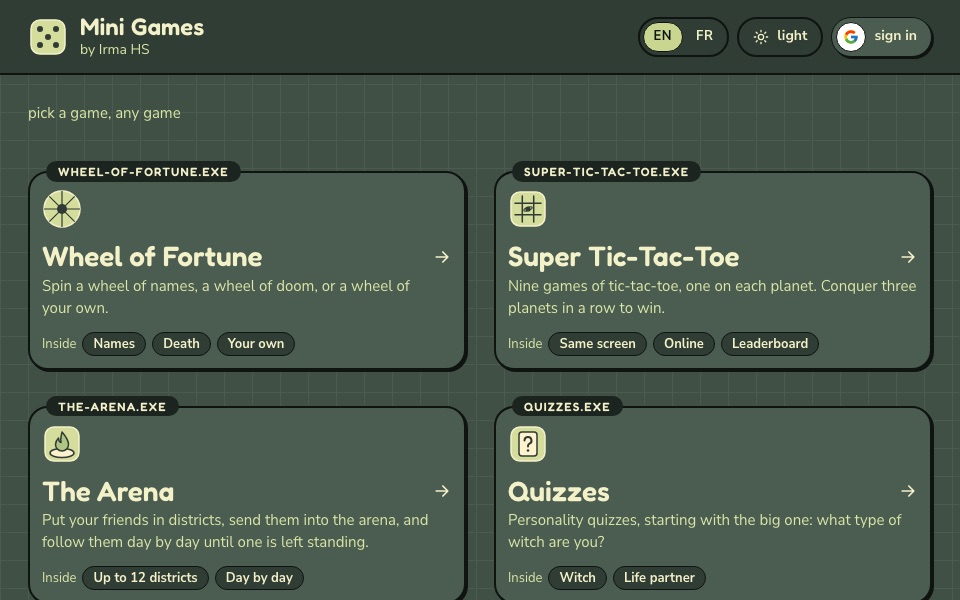 Mini Games
by Irma HS
EN FR
light
sign in
pick a game, any game
WHEEL-OF-FORTUNE.EXE
Wheel of Fortune →
Spin a wheel of names, a wheel of doom, or a wheel of
your own.
Inside Names Death Your own
SUPER-TIC-TAC-TOE.EXE
Super Tic-Tac-Toe →
Nine games of tic-tac-toe, one on each planet. Conquer three
planets in a row to win.
Inside Same screen Online Leaderboard
THE-ARENA.EXE
The Arena →
Put your friends in districts, send them into the arena, and
follow them day by day until one is left standing.
Inside Up to 12 districts Day by day
QUIZZES.EXE
?
Quizzes →
Personality quizzes, starting with the big one: what type of
witch are you?
Inside Witch Life partner